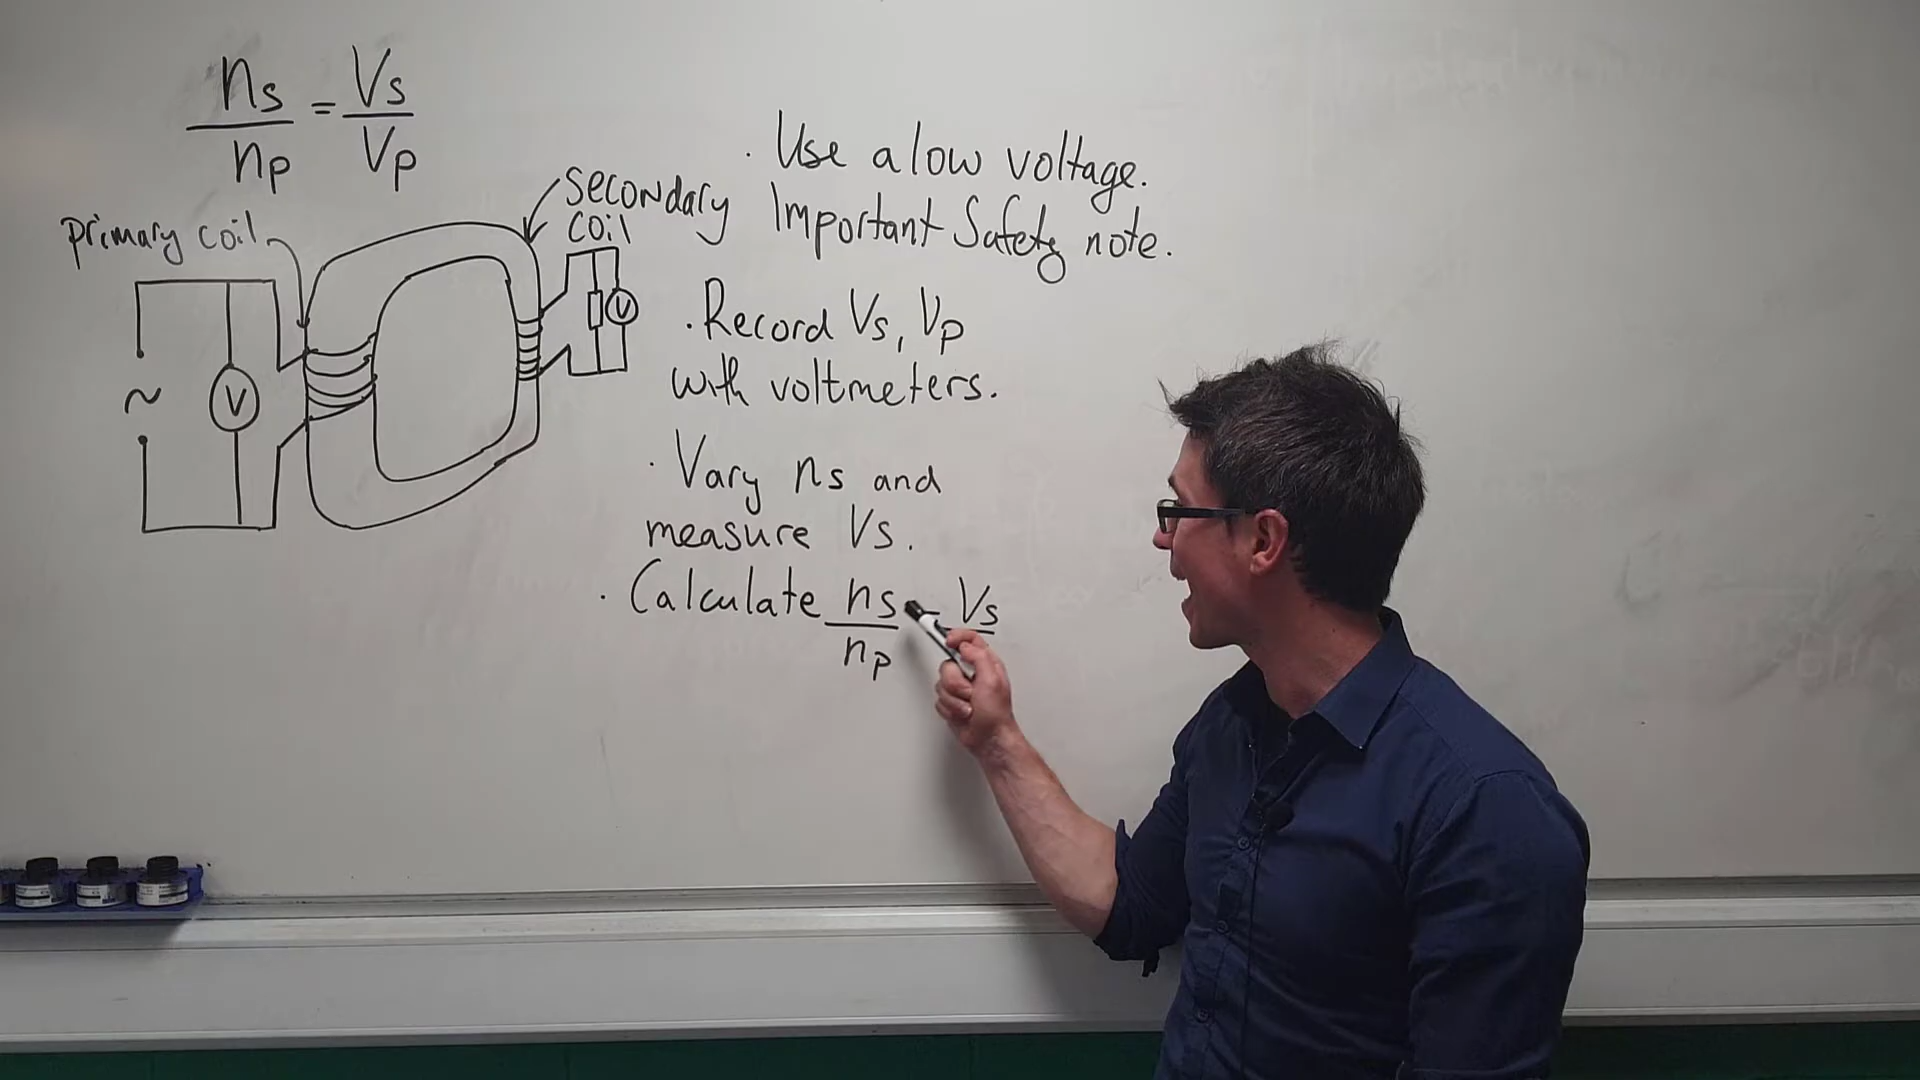 ns = Vs
np Vp
primary coil
secondary
coil
V
V
~
. Use a low voltage.
Important Safety note.
. Record Vs, Vp
with voltmeters.
. Vary ns and
measure Vs.
. Calculate ns = Vs
np